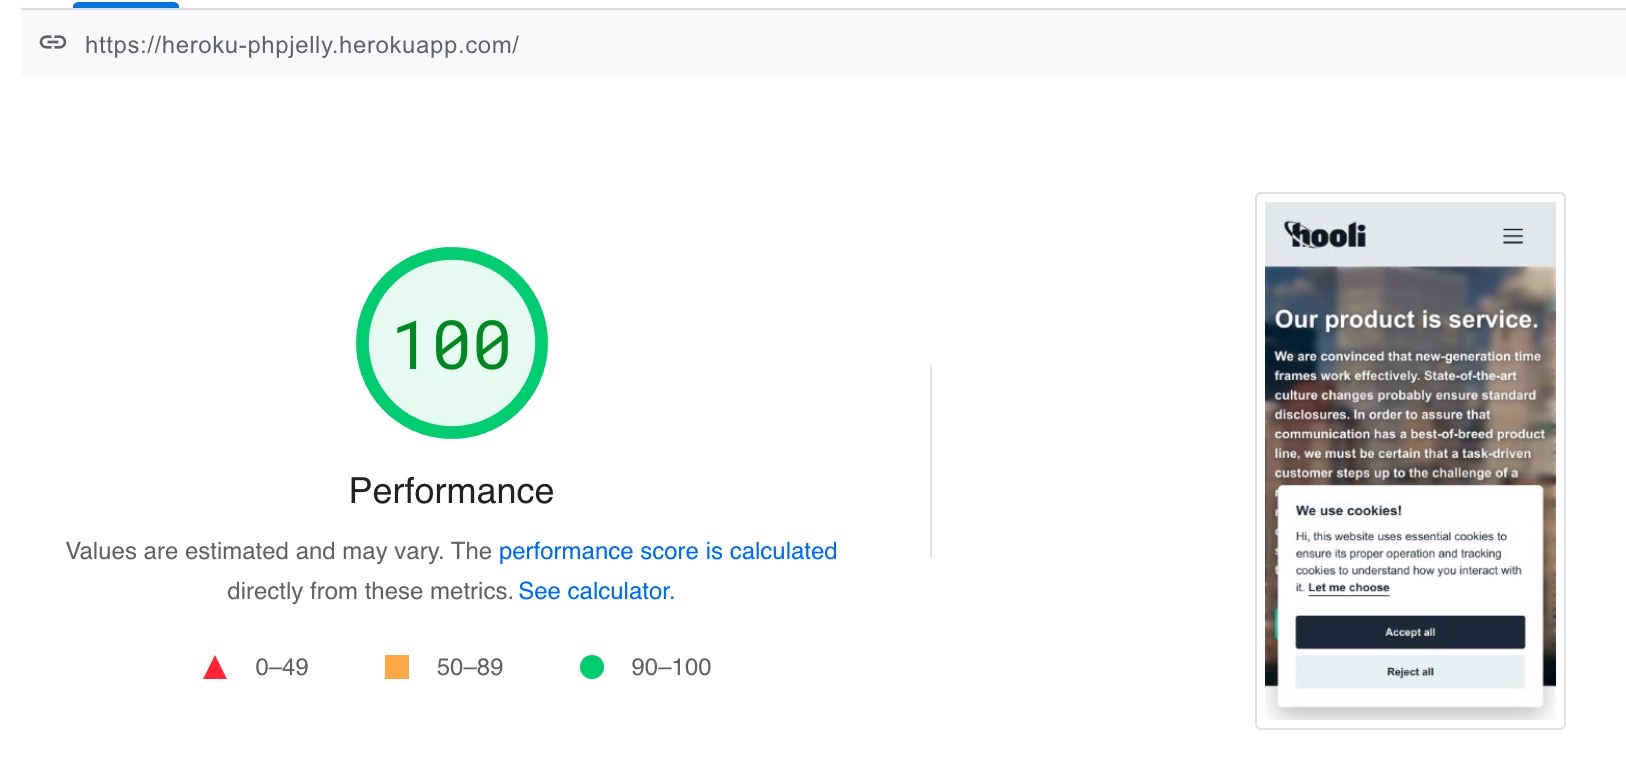 https://heroku-phpjelly.herokuapp.com/
100
Performance
Values are estimated and may vary. The performance score is calculated
directly from these metrics. See calculator.
0–49
50–89
90–100
hooli
Our product is service.
We are convinced that new-generation time
frames work effectively. State-of-the-art
culture changes probably ensure standard
disclosures. In order to assure that
communication has a best-of-breed product
line, we must be certain that a task-driven
customer steps up to the challenge of a
We use cookies!
Hi, this website uses essential cookies to
ensure its proper operation and tracking
cookies to understand how you interact with
it. Let me choose
Accept all
Reject all